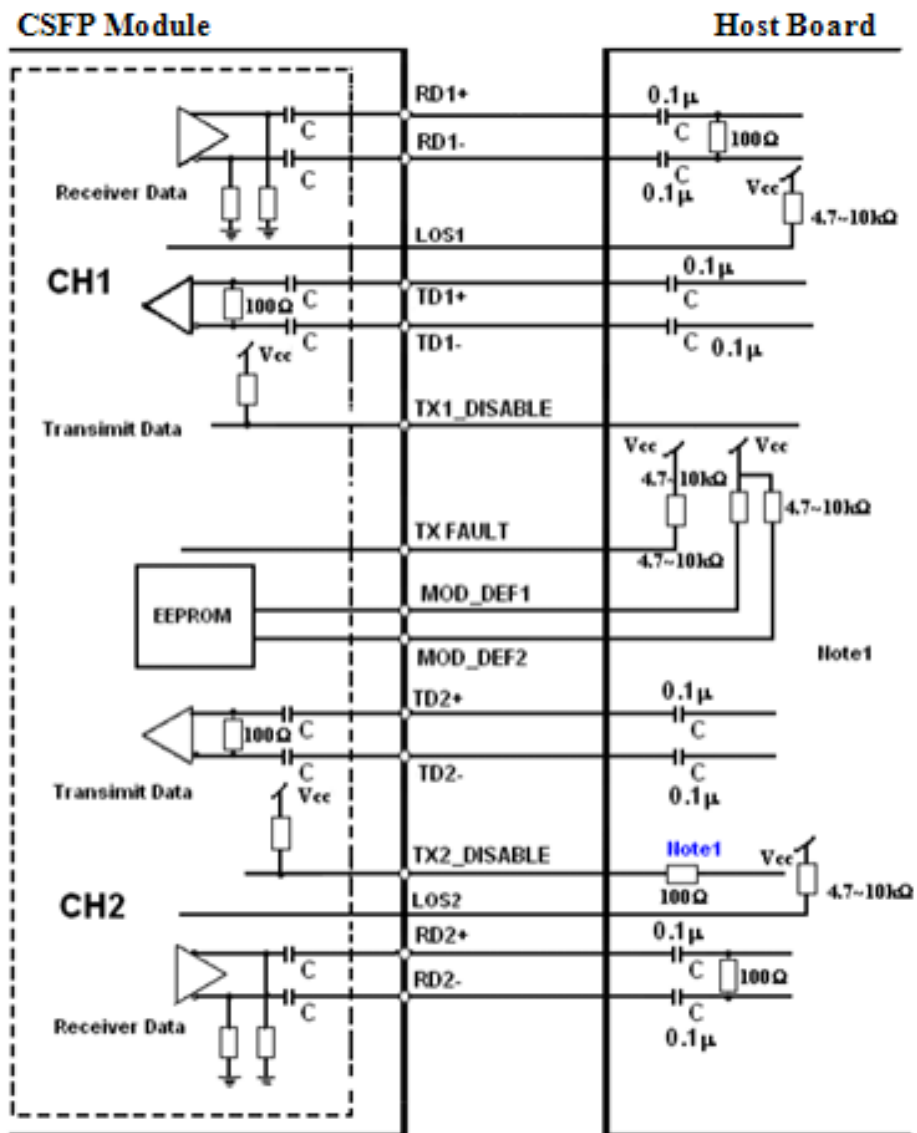 CSFP Module
Host Board
RD1+
0.1μ
C
C
100Ω
RD1-
C
C
0.1μ
Vcc
Receiver Data
4.7~10kΩ
LOS1
CH1
0.1μ
TD1+
100Ω
C
C
TD1-
C
C
0.1μ
Vcc
TX1_DISABLE
Transimit Data
Vcc
Vcc
4.7~10kΩ
4.7~10kΩ
TX FAULT
4.7~10kΩ
MOD_DEF1
EEPROM
MOD_DEF2
Note1
TD2+
0.1μ
100Ω
C
C
TD2-
C
C
0.1μ
Transimit Data
Vcc
TX2_DISABLE
Note1
Vcc
100Ω
4.7~10kΩ
CH2
LOS2
RD2+
0.1μ
C
C
100Ω
RD2-
C
C
0.1μ
Receiver Data